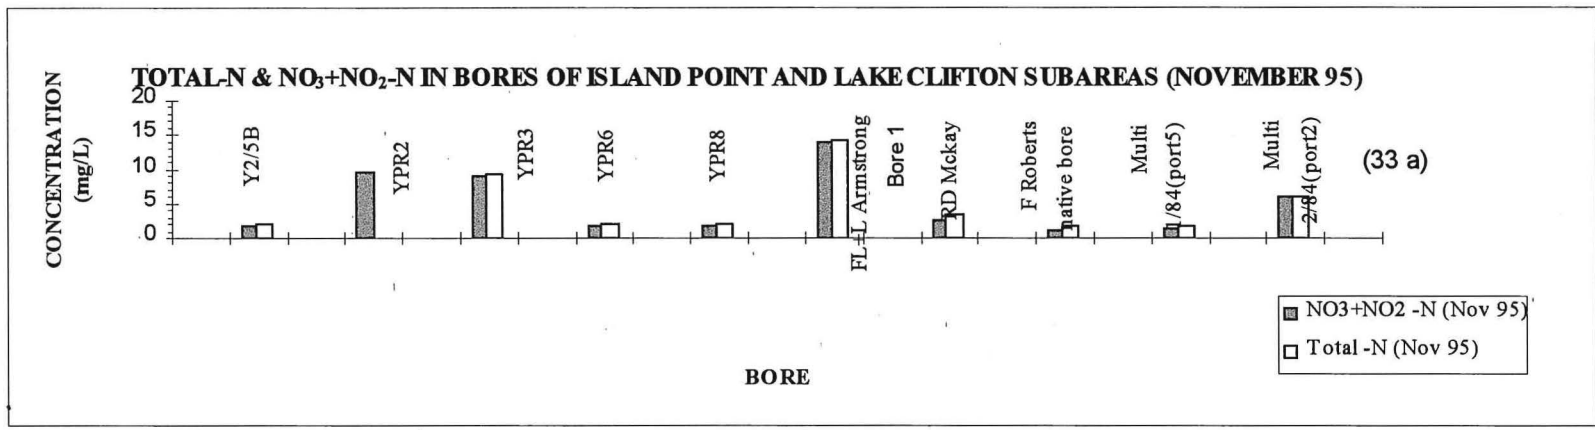 TOTAL-N & NO₃+NO₂-N IN BORES OF ISLAND POINT AND LAKE CLIFTON SUBAREAS (NOVEMBER 95)
CONCENTRATION
(mg/L)
20
15
10
5
0
Y2/5B
YPR2
YPR3
YPR6
YPR8
FL+L Armstrong
Bore 1
RD Mckay
F Roberts
native bore
Multi
1/84(port5)
Multi
2/84(port2)
(33 a)
NO3+NO2 -N (Nov 95)
Total -N (Nov 95)
BORE